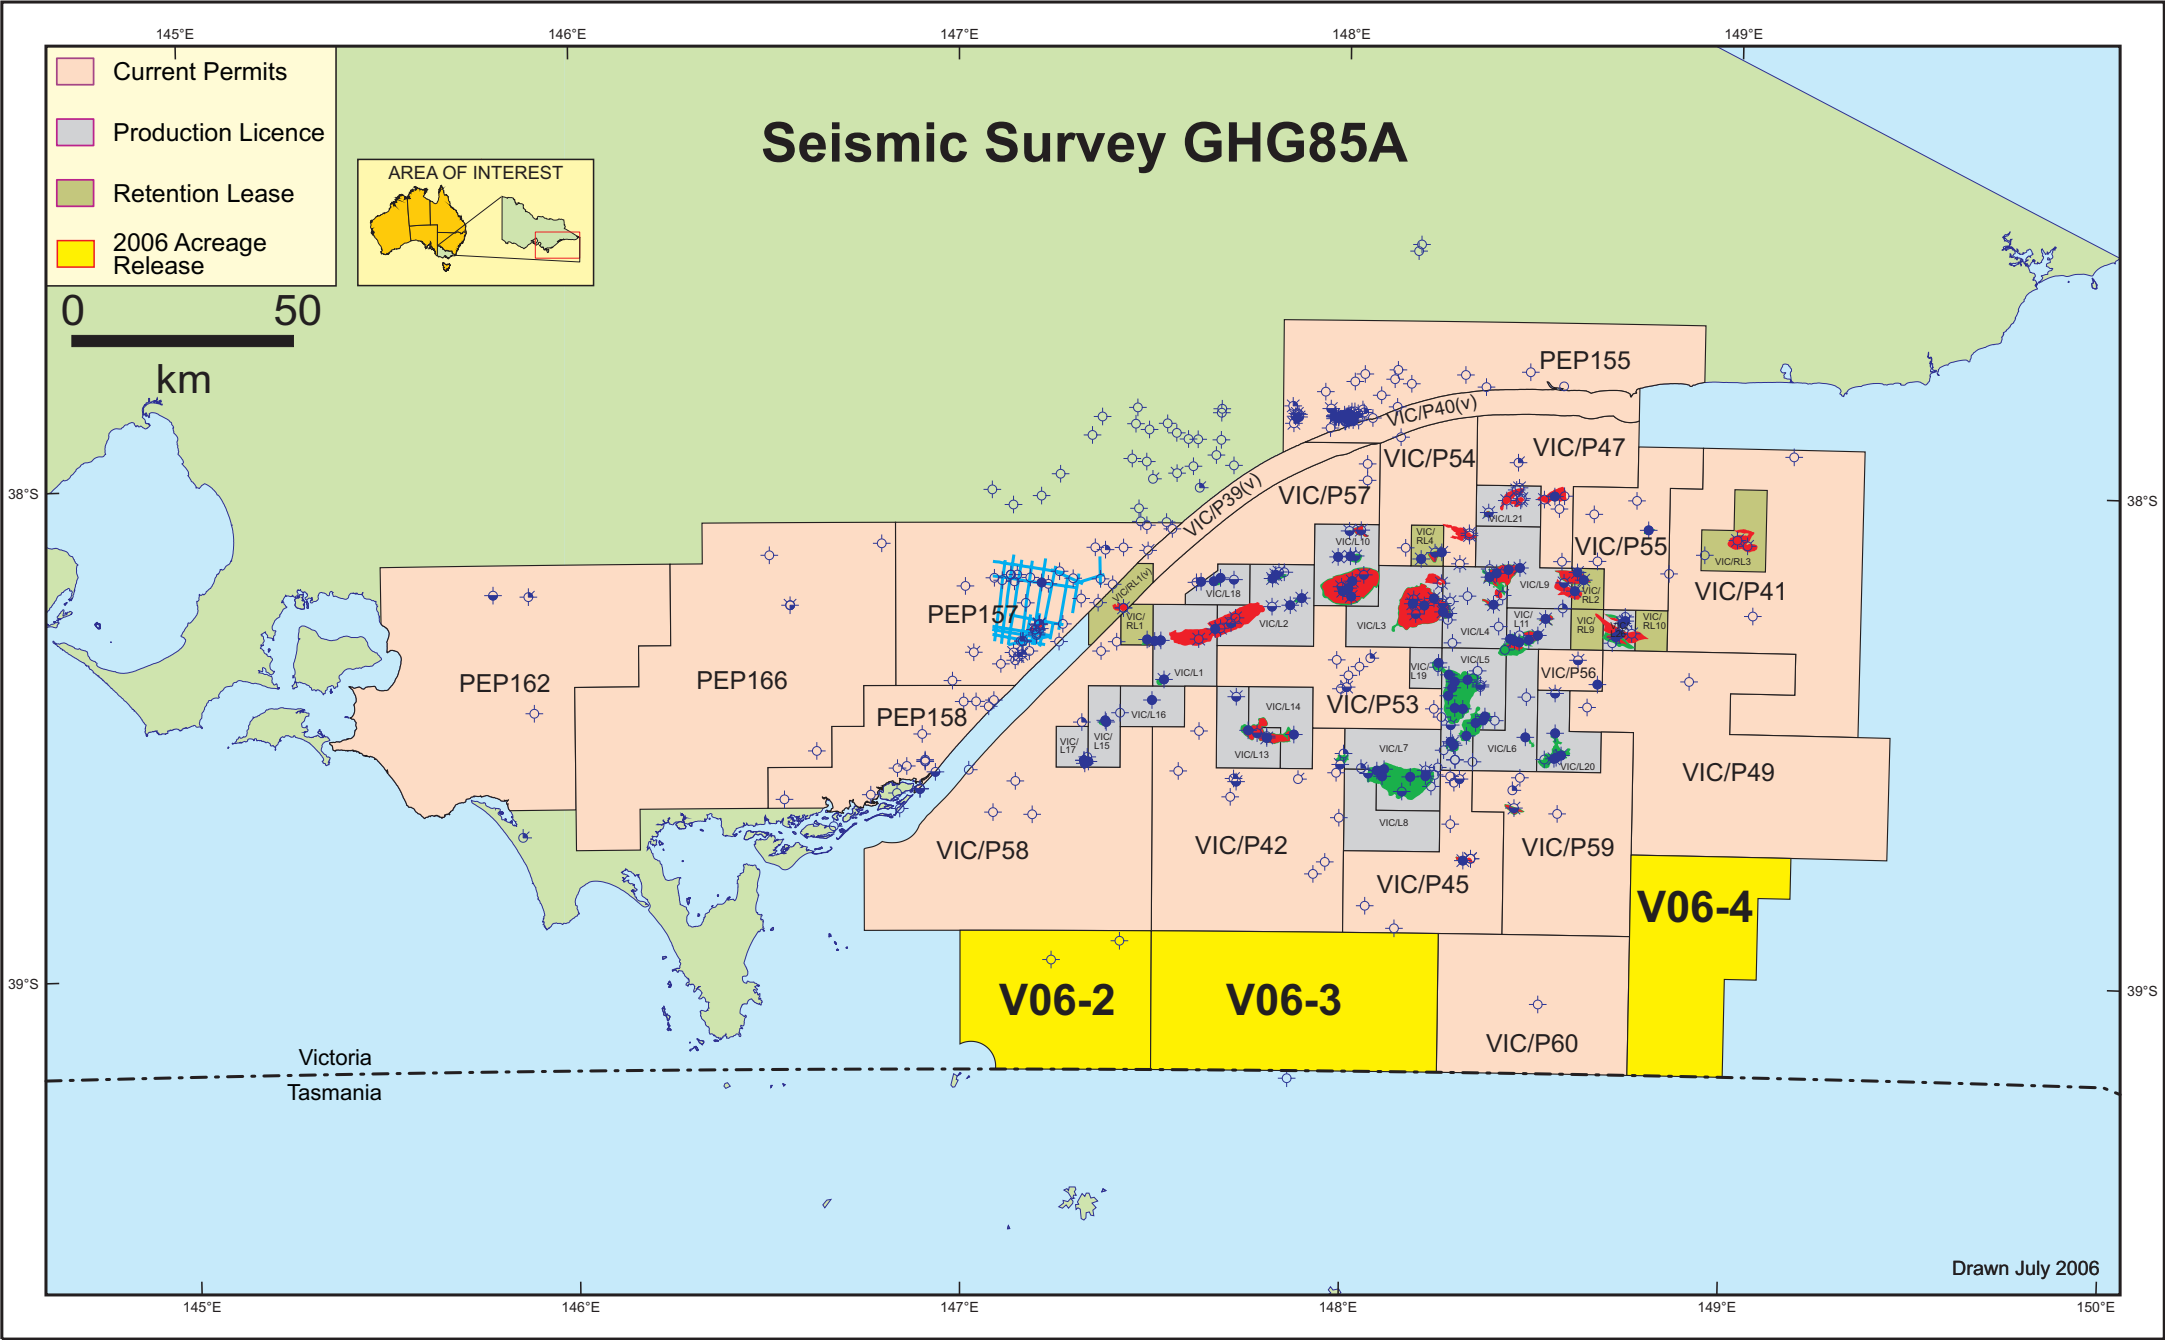 145°E
146°E
147°E
148°E
149°E
Current Permits
Production Licence
Retention Lease
2006 Acreage
Release
Seismic Survey GHG85A
AREA OF INTEREST
0
50
km
PEP155
VIC/P40(v)
VIC/P54
VIC/P47
VIC/P39(v)
VIC/P57
38°S
38°S
VIC/L21
VIC/L10
VIC/
RL4
VIC/P55
VIC/RL3
VIC/P41
VIC/RL1(v)
VIC/L18
VIC/L9
VIC/
RL2
PEP157
VIC/
RL1
VIC/L2
VIC/L3
VIC/L4
VIC/
L11
VIC/
RL9
VIC/
RL10
VIC/L1
VIC/
L19
VIC/L5
VIC/P56
PEP162
PEP166
PEP158
VIC/P53
VIC/L16
VIC/L14
VIC/
L17
VIC/
L15
VIC/L13
VIC/L7
VIC/L6
VIC/L20
VIC/P49
VIC/L8
VIC/P58
VIC/P42
VIC/P59
VIC/P45
V06-4
39°S
39°S
V06-2
V06-3
VIC/P60
Victoria
Tasmania
Drawn July 2006
145°E
146°E
147°E
148°E
149°E
150°E